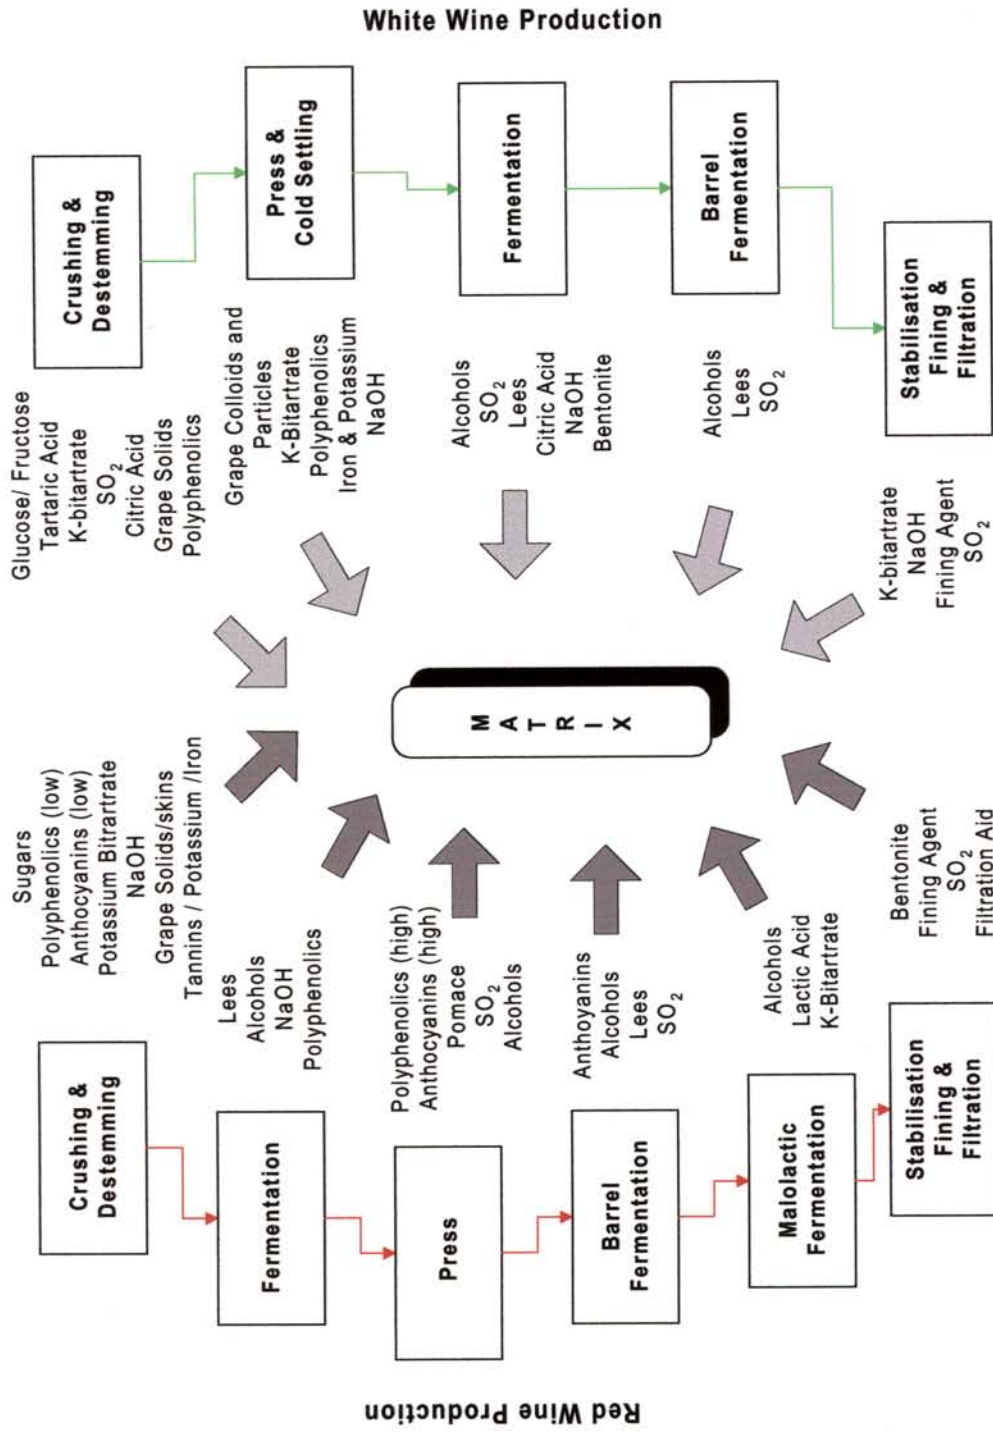 Red Wine Production
Crushing &
Destemming
Fermentation
Press
Barrel
Fermentation
Malolactic
Fermentation
Stabilisation
Fining &
Filtration
Sugars
Polyphenolics (low)
Anthocyanins (low)
Potassium Bitrartrate
NaOH
Grape Solids/skins
Tannins / Potassium /Iron
Lees
Alcohols
NaOH
Polyphenolics
Polyphenolics (high)
Anthocyanins (high)
Pomace
SO₂
Alcohols
Anthoyanins
Alcohols
Lees
SO₂
Alcohols
Lactic Acid
K-Bitartrate
Bentonite
Fining Agent
SO₂
Filtration Aid
M
A
T
R
I
X
Glucose/ Fructose
Tartaric Acid
K-bitartrate
SO₂
Citric Acid
Grape Solids
Polyphenolics
Grape Colloids and
Particles
K-Bitartrate
Polyphenolics
Iron & Potassium
NaOH
Alcohols
SO₂
Lees
Citric Acid
NaOH
Bentonite
Alcohols
Lees
SO₂
K-bitartrate
NaOH
Fining Agent
SO₂
Crushing &
Destemming
Press &
Cold Settling
Fermentation
Barrel
Fermentation
Stabilisation
Fining &
Filtration
White Wine Production